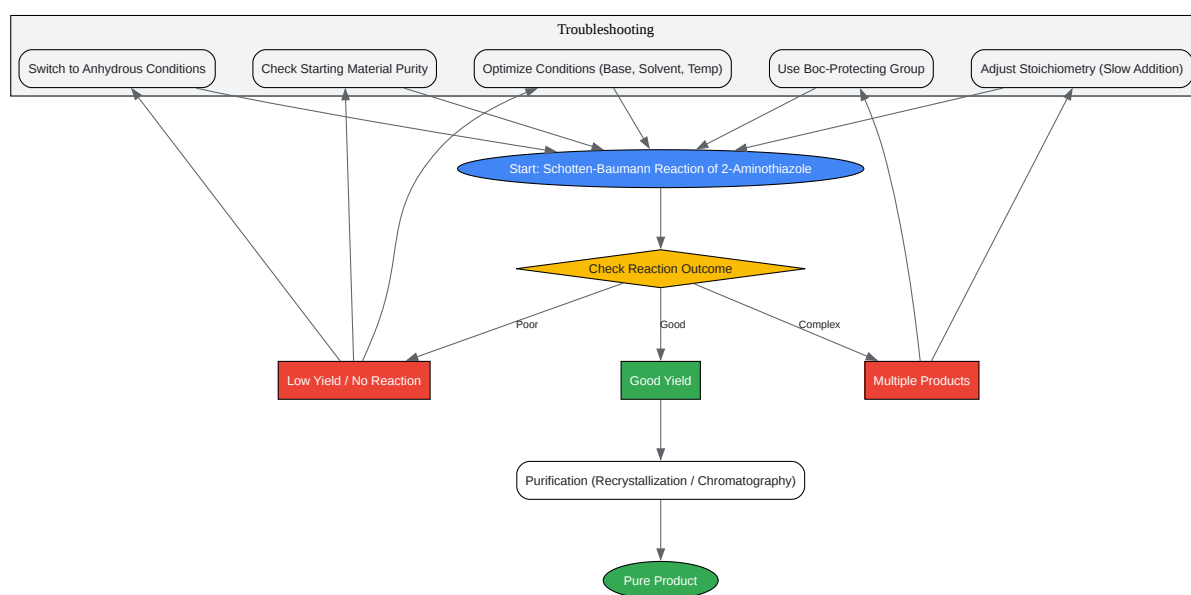 Troubleshooting
Switch to Anhydrous Conditions
Check Starting Material Purity
Optimize Conditions (Base, Solvent, Temp)
Use Boc-Protecting Group
Adjust Stoichiometry (Slow Addition)
Start: Schotten-Baumann Reaction of 2-Aminothiazole
Check Reaction Outcome
Poor
Good
Complex
Low Yield / No Reaction
Good Yield
Multiple Products
Purification (Recrystallization / Chromatography)
Pure Product